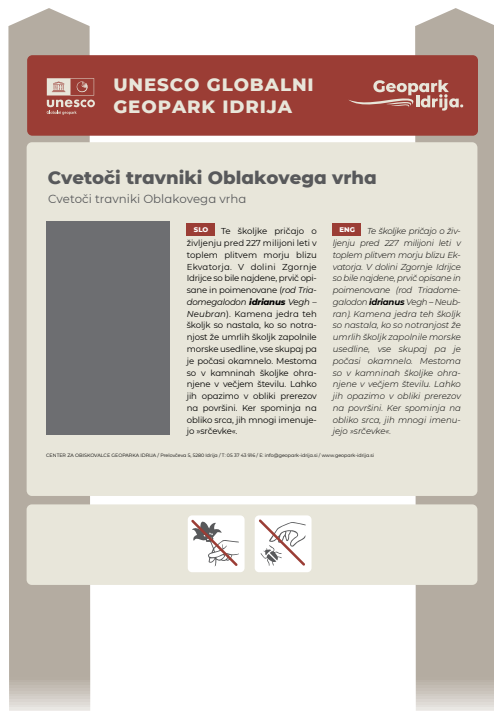 unesco
Globalni geopark
UNESCO GLOBALNI
GEOPARK IDRIJA
Geopark
Idrija.
Cvetoči travniki Oblakovega vrha
Cvetoči travniki Oblakovega vrha
SLO Te školjke pričajo o
življenju pred 227 milijoni let v
toplem plitvem morju blizu
Ekvatorja. V dolini Zgornje
Idrijce so bile najdene, prvič opi-
sane in poimenovane (rod Tria-
domegalodon idrianus Vegh –
Neubran). Kamena jedra teh
školjk so nastala, ko so notra-
njost že umrlih školjk zapolnile
morske usedline, vse skupaj pa
je počasi okamnelo. Mestoma
so v kamninah školjke ohra-
njene v večjem številu. Lahko
jih opazimo v obliki prerezov
na površini. Ker spominja na
obliko srca, jih mnogi imenuje-
jo »srčevke«.
ENG Te školjke pričajo o živ-
ljenju pred 227 milijoni let v
toplem plitvem morju blizu Ek-
vatorja. V dolini Zgornje Idrijce
so bile najdene, prvič opisane in
poimenovane (rod Triadome-
galodon idrianus Vegh – Neub-
ran). Kamena jedra teh školjk
so nastala, ko so notranjost že
umrlih školjk zapolnile morske
usedline, vse skupaj pa je
počasi okamnelo. Mestoma
so v kamninah školjke ohra-
njene v večjem številu. Lahko
jih opazimo v obliki prerezov
na površini. Ker spominja na
obliko srca, jih mnogi imenu-
jejo »srčevke«.
CENTER ZA OBISKOVALCE GEOPARKA IDRIJA / Prelovčeva 5, 5280 Idrija / T: 05 37 43 916 / E: info@geopark-idrija.si / www.geopark-idrija.si